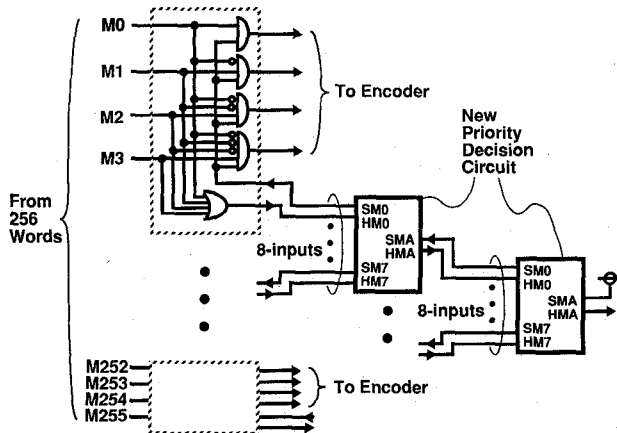 M0
M1
M2
M3
To Encoder
New
Priority
Decision
Circuit
From
256
Words
8-inputs
SM0
HM0
SMA
HMA
SM7
HM7
8-inputs
SM0
HM0
SMA
HMA
SM7
HM7
M252
M253
M254
M255
To Encoder